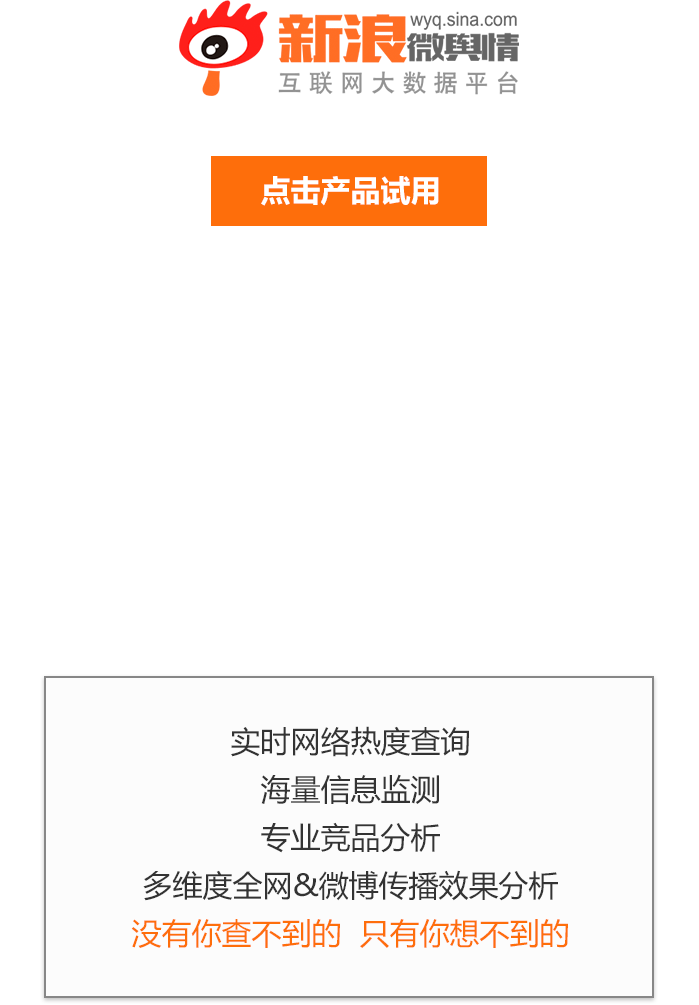 wyq.sina.com
新浪微舆情
互联网大数据平台
点击产品试用
实时网络热度查询
海量信息监测
专业竞品分析
多维度全网&微博传播效果分析
没有你查不到的 只有你想不到的